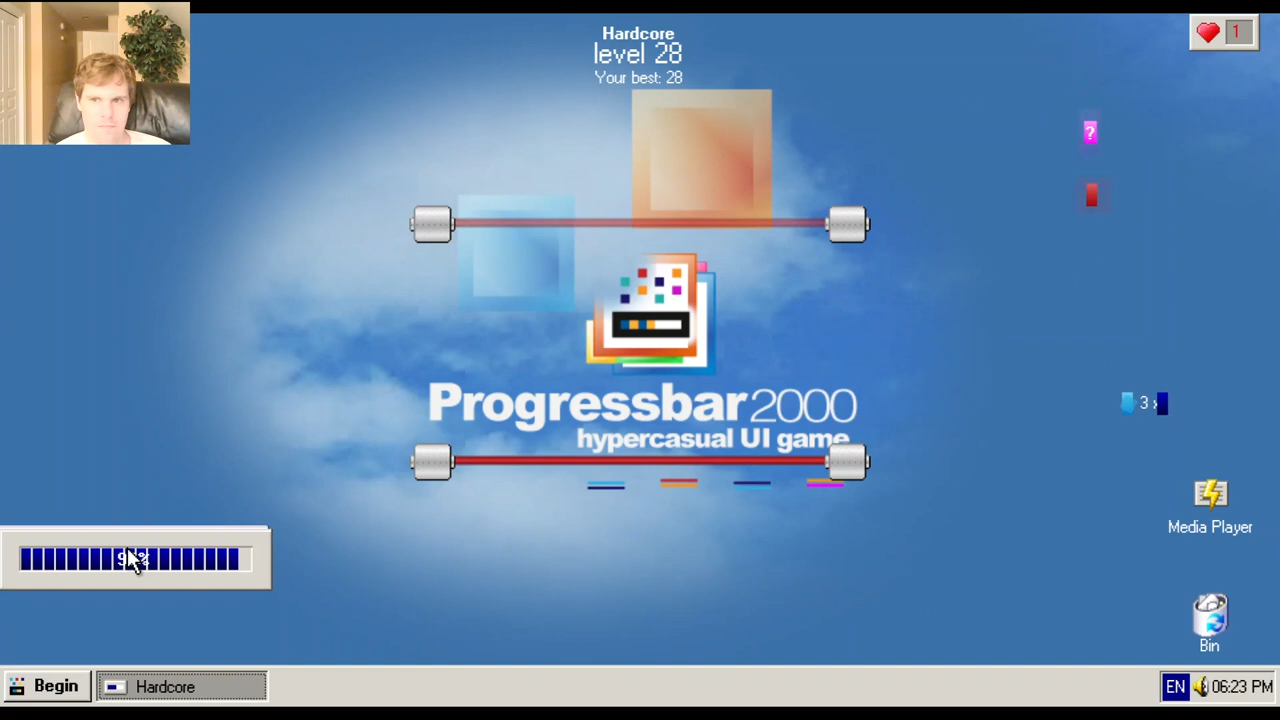 Hardcore
level 28
Your best: 28
1
?
Progressbar2000
hypercasual UI game
3 x
Media Player
Bin
Begin
Hardcore
EN
06:23 PM